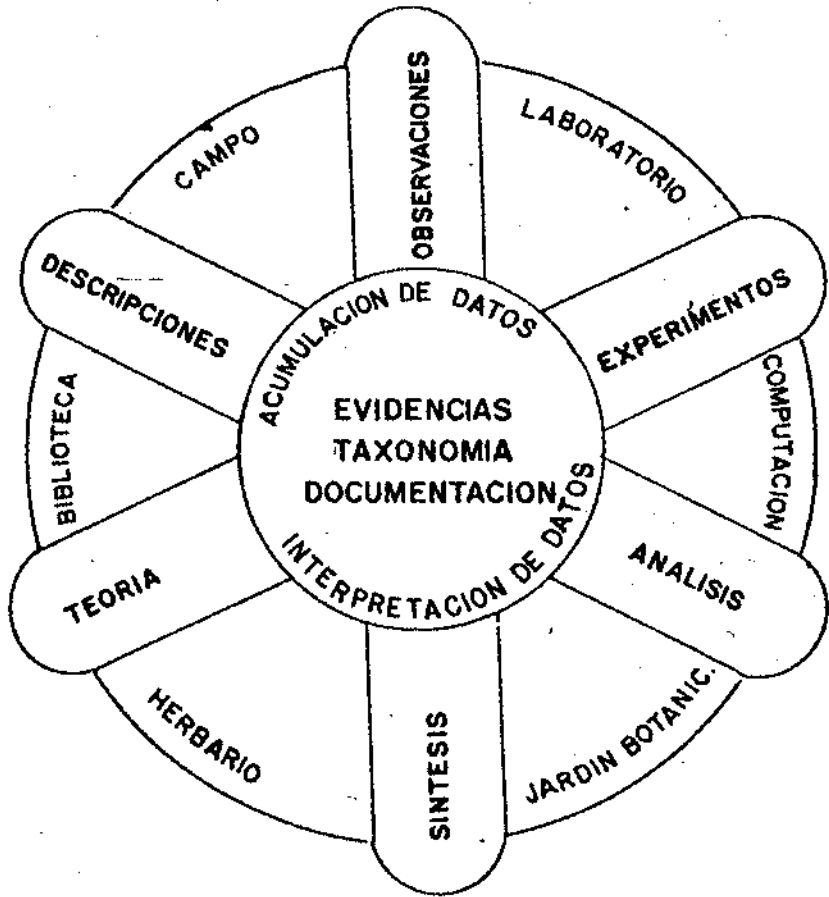 OBSERVACIONES
LABORATORIO
EXPERIMENTOS
COMPUTACION
ANALISIS
JARDIN BOTANIC.
SINTESIS
HERBARIO
TEORIA
BIBLIOTECA
DESCRIPCIONES
CAMPO
ACUMULACION DE DATOS
EVIDENCIAS
TAXONOMIA
DOCUMENTACION
INTERPRETACION DE DATOS